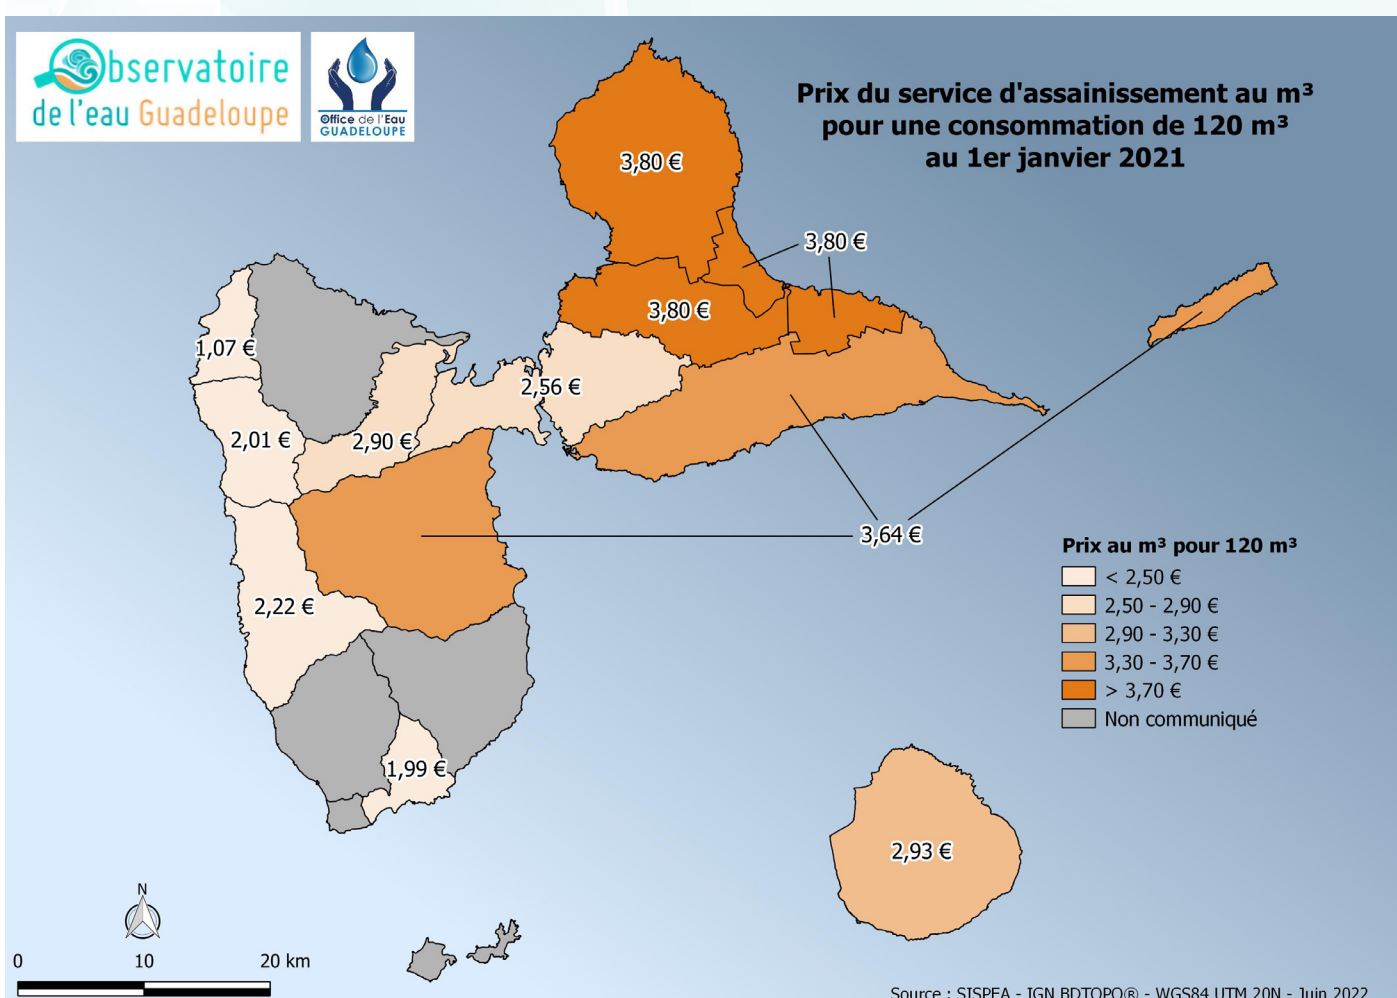 Observatoire
de l'eau Guadeloupe
Office de l'Eau
GUADELOUPE
Prix du service d'assainissement au m³
pour une consommation de 120 m³
au 1er janvier 2021
3,80 €
3,80 €
3,80 €
1,07 €
2,56 €
2,01 €
2,90 €
3,64 €
2,22 €
1,99 €
2,93 €
Prix au m³ pour 120 m³
< 2,50 €
2,50 - 2,90 €
2,90 - 3,30 €
3,30 - 3,70 €
> 3,70 €
Non communiqué
N
0 10 20 km
Source : SISPEA - IGN BDTOPO® - WGS84 UTM 20N - Juin 2022